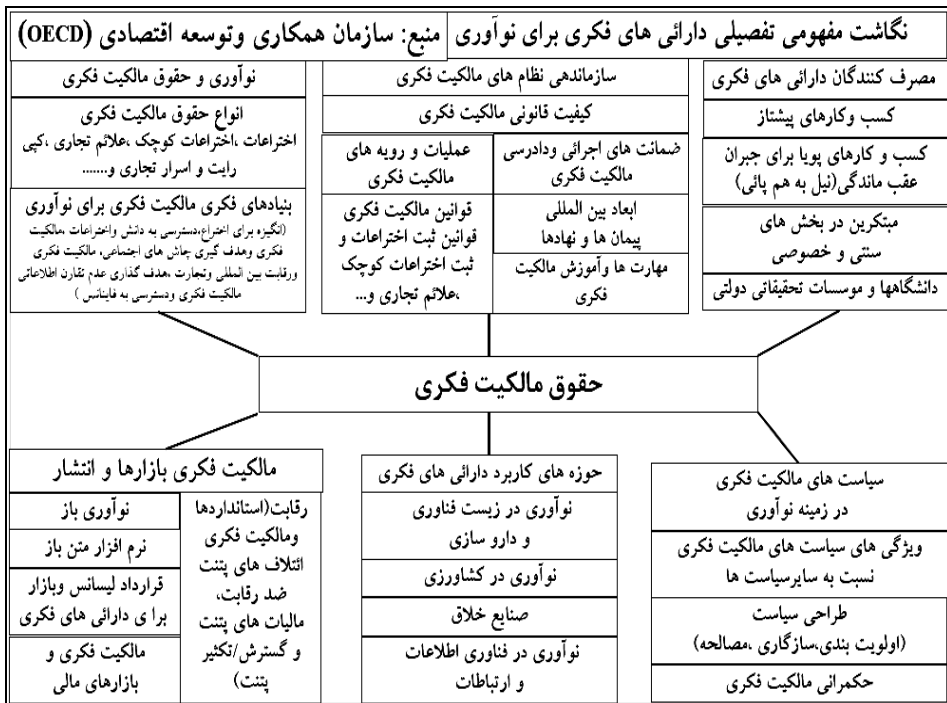 نگاشت مفهومی تفصیلی دارائی های فکری برای نوآوری
منبع: سازمان همکاری وتوسعه اقتصادی (OECD)
مصرف کنندگان دارائی های فکری
کسب وکارهای پیشتاز
کسب و کارهای پویا برای جبران
عقب ماندگی(نیل به هم پائی)
مبتکرین در بخش های
سنتی و خصوصی
دانشگاهها و موسسات تحقیقاتی دولتی
سازماندهی نظام های مالکیت فکری
کیفیت قانونی مالکیت فکری
ضمانت های اجرائی ودادرسی
مالکیت فکری
ابعاد بین المللی
پیمان ها و نهادها
مهارت ها وآموزش مالکیت
فکری
عملیات و رویه های
مالکیت فکری
قوانین مالکیت فکری
قوانین ثبت اختراعات و
ثبت اختراعات کوچک
،علائم تجاری و...
نوآوری و حقوق مالکیت فکری
انواع حقوق مالکیت فکری
اختراعات ،اختراعات کوچک ،علائم تجاری ،کپی
رایت و اسرار تجاری و.......
بنیادهای فکری مالکیت فکری برای نوآوری
(انگیزه برای اختراع،دسترسی به دانش واختراعات ،مالکیت
فکری وهدف گیری چاش های اجتماعی، مالکیت فکری
ورقابت بین المللی وتجارت ،هدف گذاری عدم تقارن اطلاعاتی
مالکیت فکری ودسترسی به فاینانس )
حقوق مالکیت فکری
سیاست های مالکیت فکری
در زمینه نوآوری
ویژگی های سیاست های مالکیت فکری
نسبت به سایرسیاست ها
طراحی سیاست
(اولویت بندی،سازگاری ،مصالحه)
حکمرانی مالکیت فکری
حوزه های کاربرد دارائی های فکری
نوآوری در زیست فناوری
و دارو سازی
نوآوری در کشاورزی
صنایع خلاق
نوآوری در فناوری اطلاعات
و ارتباطات
مالکیت فکری بازارها و انتشار
رقابت(استانداردها
ومالکیت فکری
ائتلاف های پتنت
ضد رقابت،
مالیات های پتنت
و گسترش/تکثیر
پتنت)
نوآوری باز
نرم افزار متن باز
قرارداد لیسانس وبازار
برا ی دارائی های فکری
مالکیت فکری و
بازارهای مالی